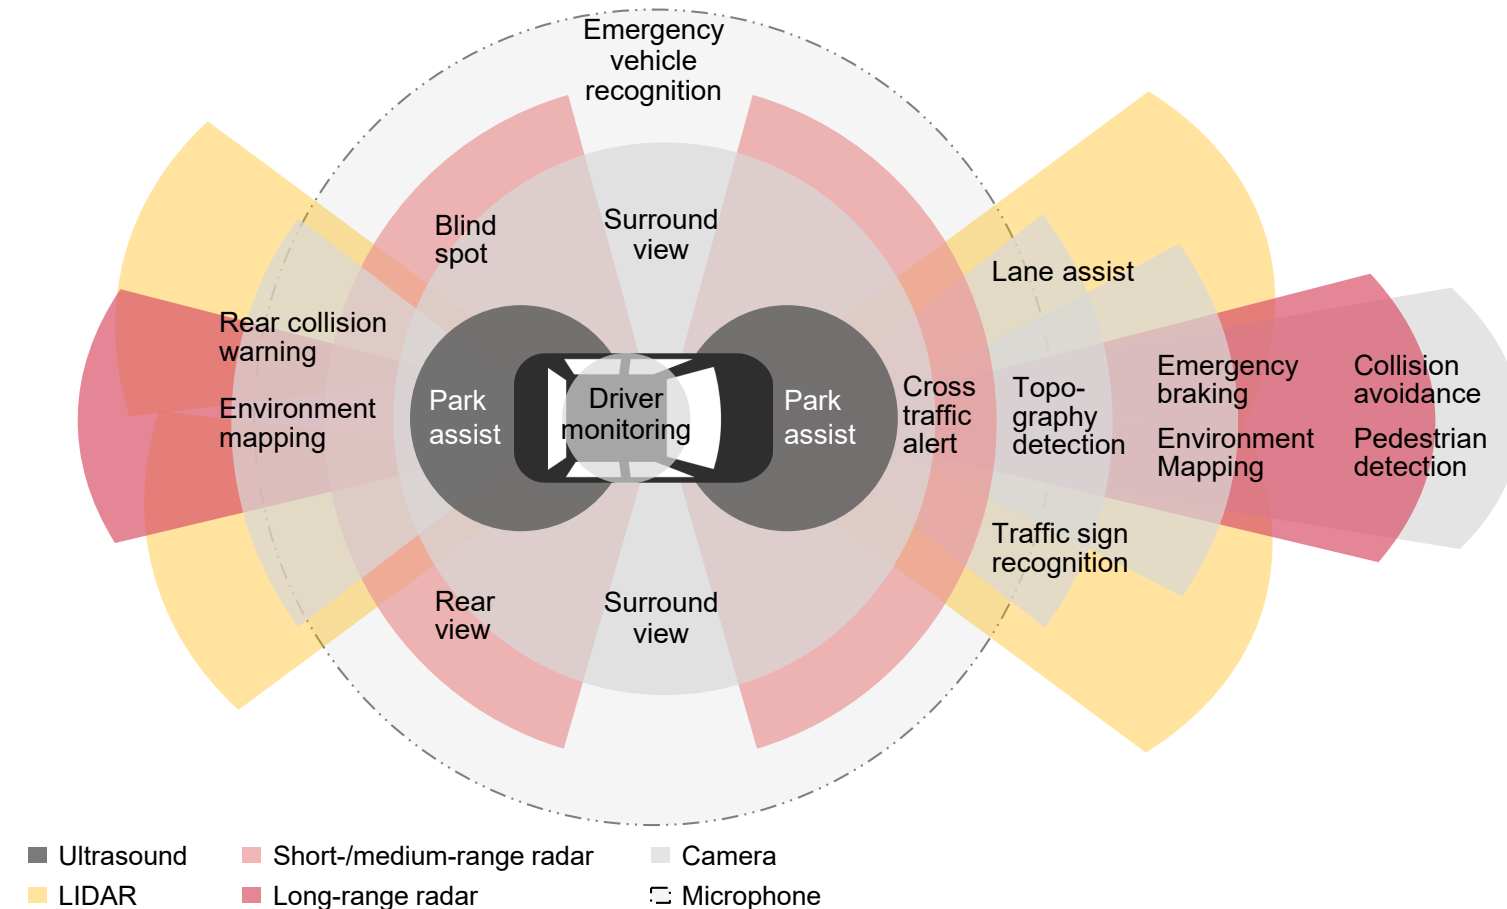 Emergency
vehicle
recognition
Blind
spot
Surround
view
Lane assist
Rear collision
warning
Environment
mapping
Park
assist
Driver
monitoring
Park
assist
Cross
traffic
alert
Topo-
graphy
detection
Emergency
braking
Environment
Mapping
Collision
avoidance
Pedestrian
detection
Traffic sign
recognition
Rear
view
Surround
view
Ultrasound
Short-/medium-range radar
Camera
LIDAR
Long-range radar
Microphone